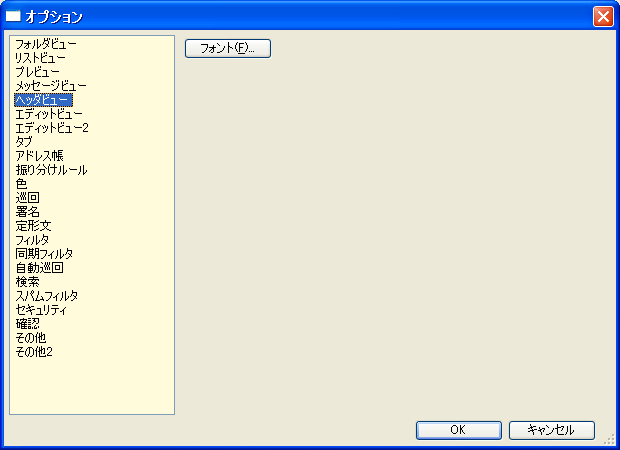 オプション
フォルダビュー
リストビュー
プレビュー
メッセージビュー
ヘッダビュー
エディットビュー
エディットビュー2
タブ
アドレス帳
振り分けルール
色
巡回
署名
定形文
フィルタ
同期フィルタ
自動巡回
検索
スパムフィルタ
セキュリティ
確認
その他
その他2
フォント(F)...
OK
キャンセル